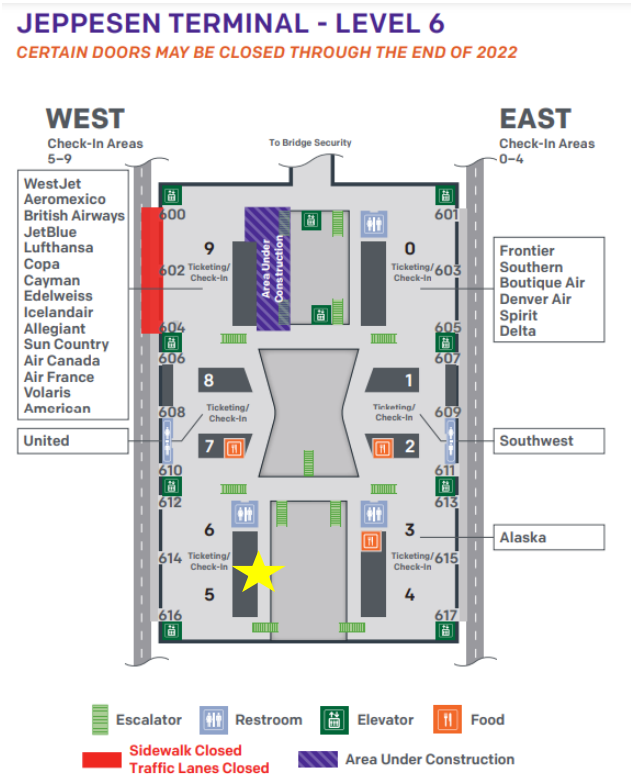 JEPPESEN TERMINAL - LEVEL 6
CERTAIN DOORS MAY BE CLOSED THROUGH THE END OF 2022
WEST
Check-In Areas
5–9
To Bridge Security
EAST
Check-In Areas
0–4
WestJet
Aeromexico
British Airways
JetBlue
Lufthansa
Copa
Cayman
Edelweiss
Icelandair
Allegiant
Sun Country
Air Canada
Air France
Volaris
American
United
600
602
604
606
608
610
612
614
616
9
Ticketing/
Check-In
Area Under
Construction
0
Ticketing/
Check-In
8
Ticketing/
Check-In
7
1
Ticketing/
Check-In
2
6
Ticketing/
Check-In
5
3
Ticketing/
Check-In
4
601
603
605
607
609
611
613
615
617
Frontier
Southern
Boutique Air
Denver Air
Spirit
Delta
Southwest
Alaska
Escalator
Restroom
Elevator
Food
Sidewalk Closed
Traffic Lanes Closed
Area Under Construction